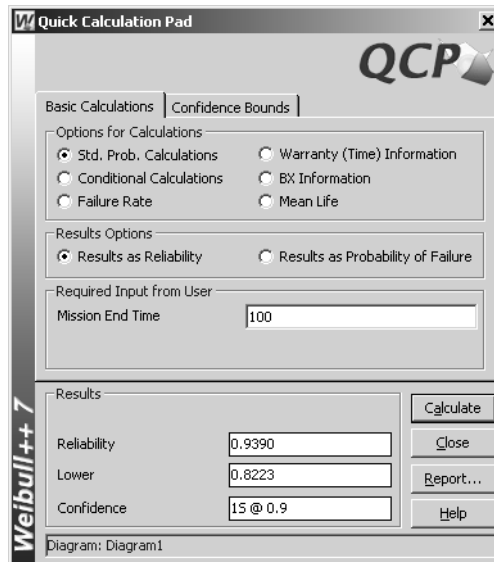 Quick Calculation Pad
QCP
Basic Calculations Confidence Bounds
Options for Calculations
Std. Prob. Calculations Warranty (Time) Information
Conditional Calculations BX Information
Failure Rate Mean Life
Results Options
Results as Reliability Results as Probability of Failure
Required Input from User
Mission End Time 100
Results
Calculate
Reliability 0.9390
Close
Lower 0.8223
Report...
Confidence 1S @ 0.9
Help
Diagram: Diagram1
Weibull++ 7